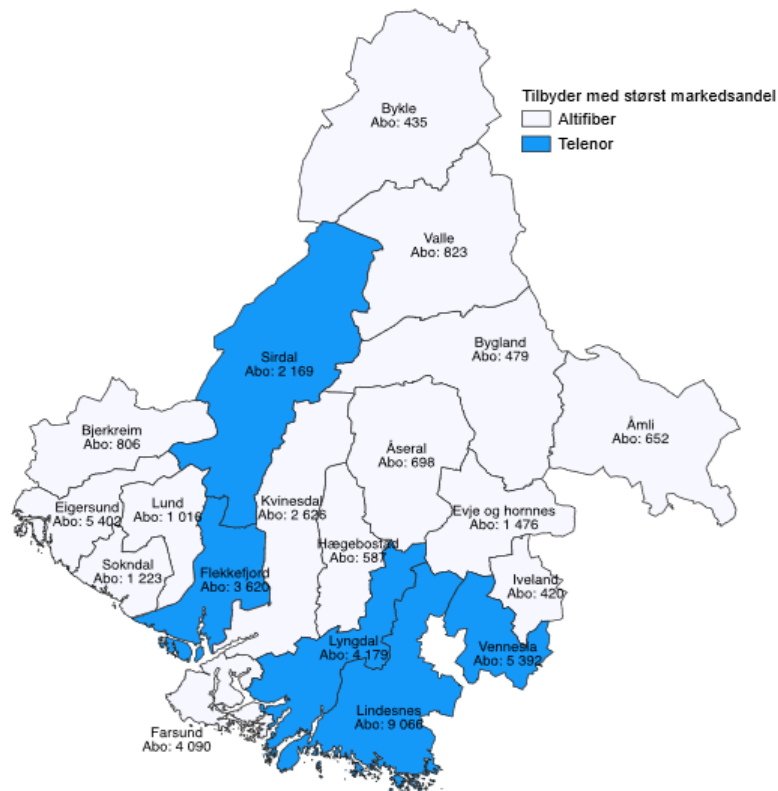 Tilbyder med størst markedsandel
Altifiber
Telenor
Bykle
Abo: 435
Valle
Abo: 823
Bygland
Abo: 479
Sirdal
Abo: 2 169
Åmli
Abo: 652
Bjerkreim
Abo: 806
Åseral
Abo: 698
Eigersund
Abo: 5 402
Lund
Abo: 1 016
Kvinesdal
Abo: 2 626
Evje og hornnes
Abo: 1 476
Hægebostad
Abo: 587
Sokndal
Abo: 1 223
Flekkefjord
Abo: 3 620
Iveland
Abo: 420
Lyngdal
Abo: 4 179
Vennesla
Abo: 5 392
Lindesnes
Abo: 9 066
Farsund
Abo: 4 090